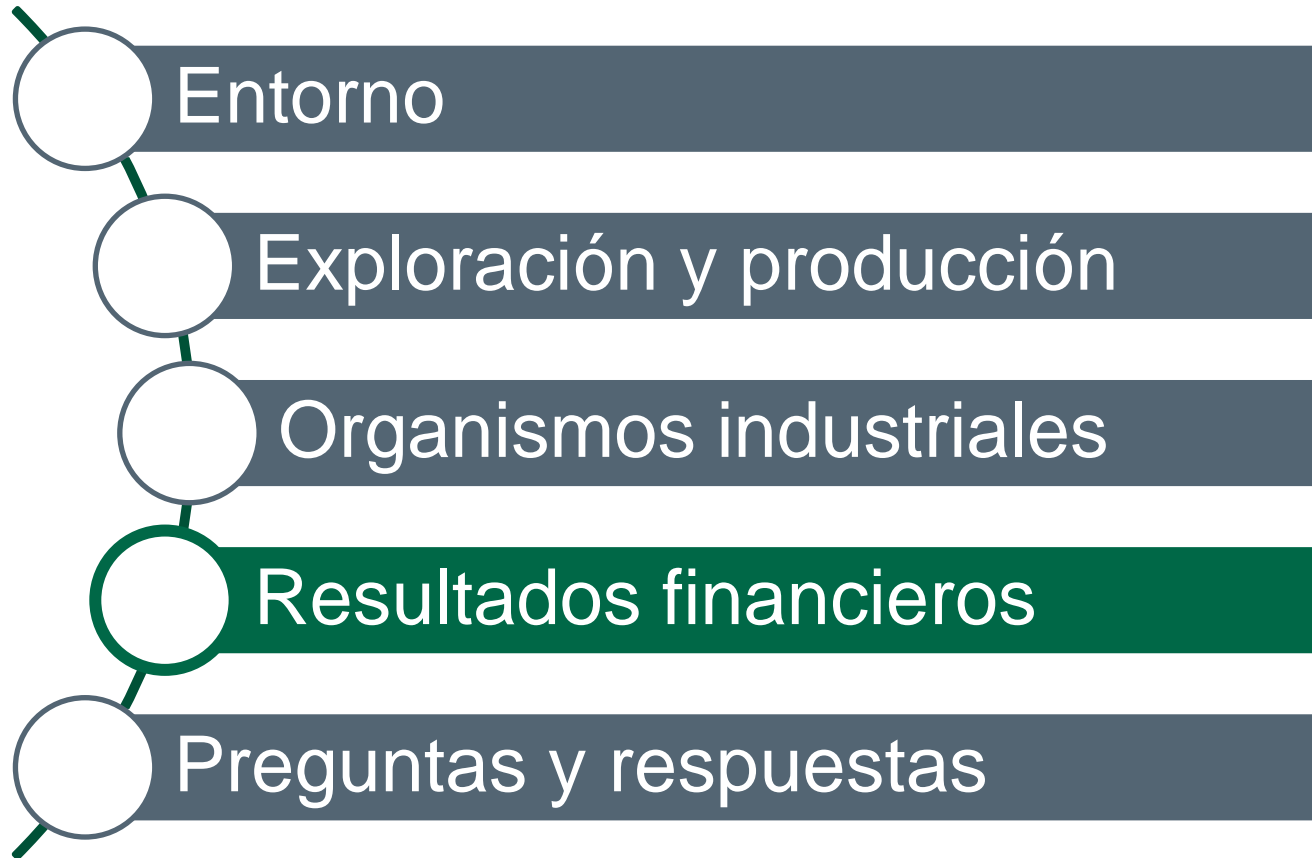 Entorno
Exploración y producción
Organismos industriales
Resultados financieros
Preguntas y respuestas